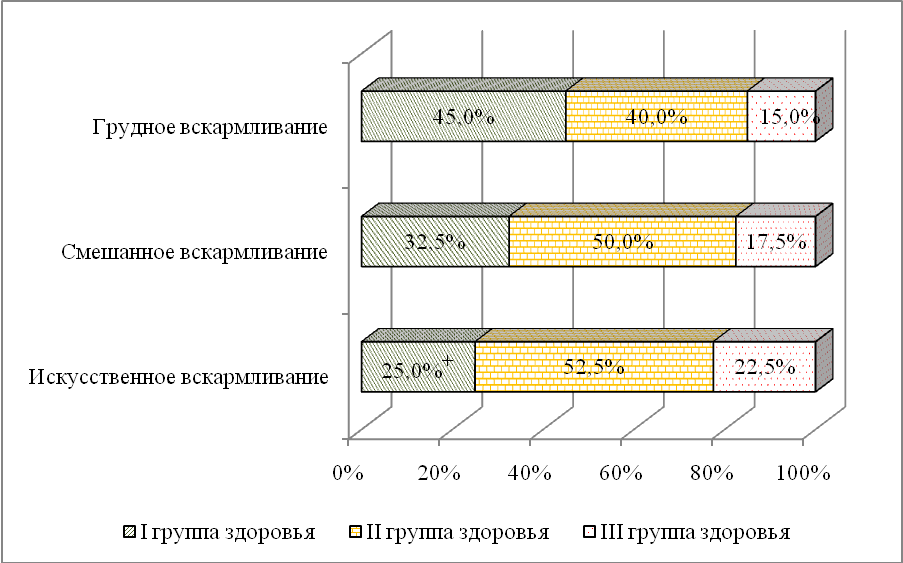 45,0% 40,0% 15,0%
Грудное вскармливание
32,5% 50,0% 17,5%
Смешанное вскармливание
25,0%+ 52,5% 22,5%
Искусственное вскармливание
0% 20% 40% 60% 80% 100%
I группа здоровья II группа здоровья III группа здоровья